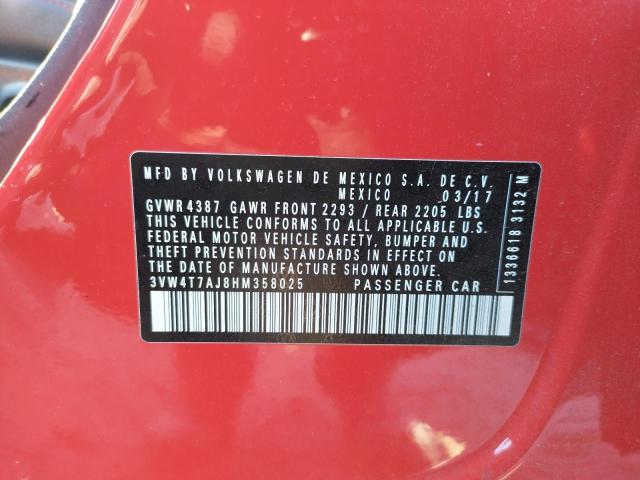 MFD BY VOLKSWAGEN DE MEXICO S.A. DE C.V.
MEXICO 03/17
GVWR 4387 GAWR FRONT 2293 / REAR 2205 LBS
THIS VEHICLE CONFORMS TO ALL APPLICABLE U.S.
FEDERAL MOTOR VEHICLE SAFETY, BUMPER AND
THEFT PREVENTION STANDARDS IN EFFECT ON
THE DATE OF MANUFACTURE SHOWN ABOVE.
3VW4T7AJ8HM358025 PASSENGER CAR
1336618 3132 M